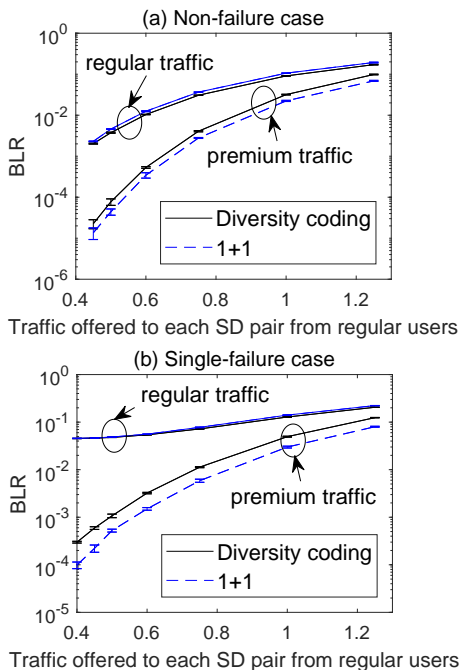 (a) Non-failure case
10^0
regular traffic
10^-2
BLR
premium traffic
10^-4
Diversity coding
1+1
10^-6
0.4 0.6 0.8 1 1.2
Traffic offered to each SD pair from regular users
(b) Single-failure case
10^0
regular traffic
10^-1
10^-2
BLR
premium traffic
10^-3
Diversity coding
10^-4
1+1
10^-5
0.4 0.6 0.8 1 1.2
Traffic offered to each SD pair from regular users